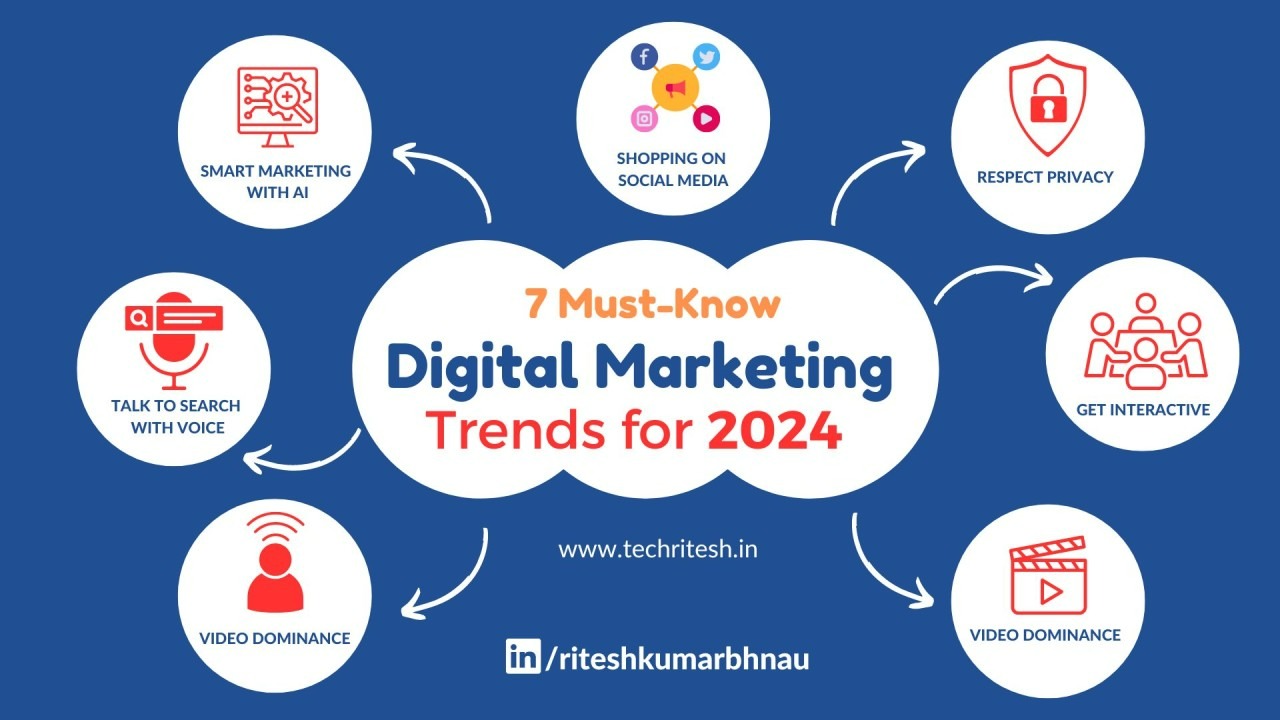 SMART MARKETING
WITH AI
SHOPPING ON
SOCIAL MEDIA
RESPECT PRIVACY
7 Must-Know
Digital Marketing
Trends for 2024
TALK TO SEARCH
WITH VOICE
GET INTERACTIVE
VIDEO DOMINANCE
VIDEO DOMINANCE
www.techritesh.in
in/riteshkumarbhnau